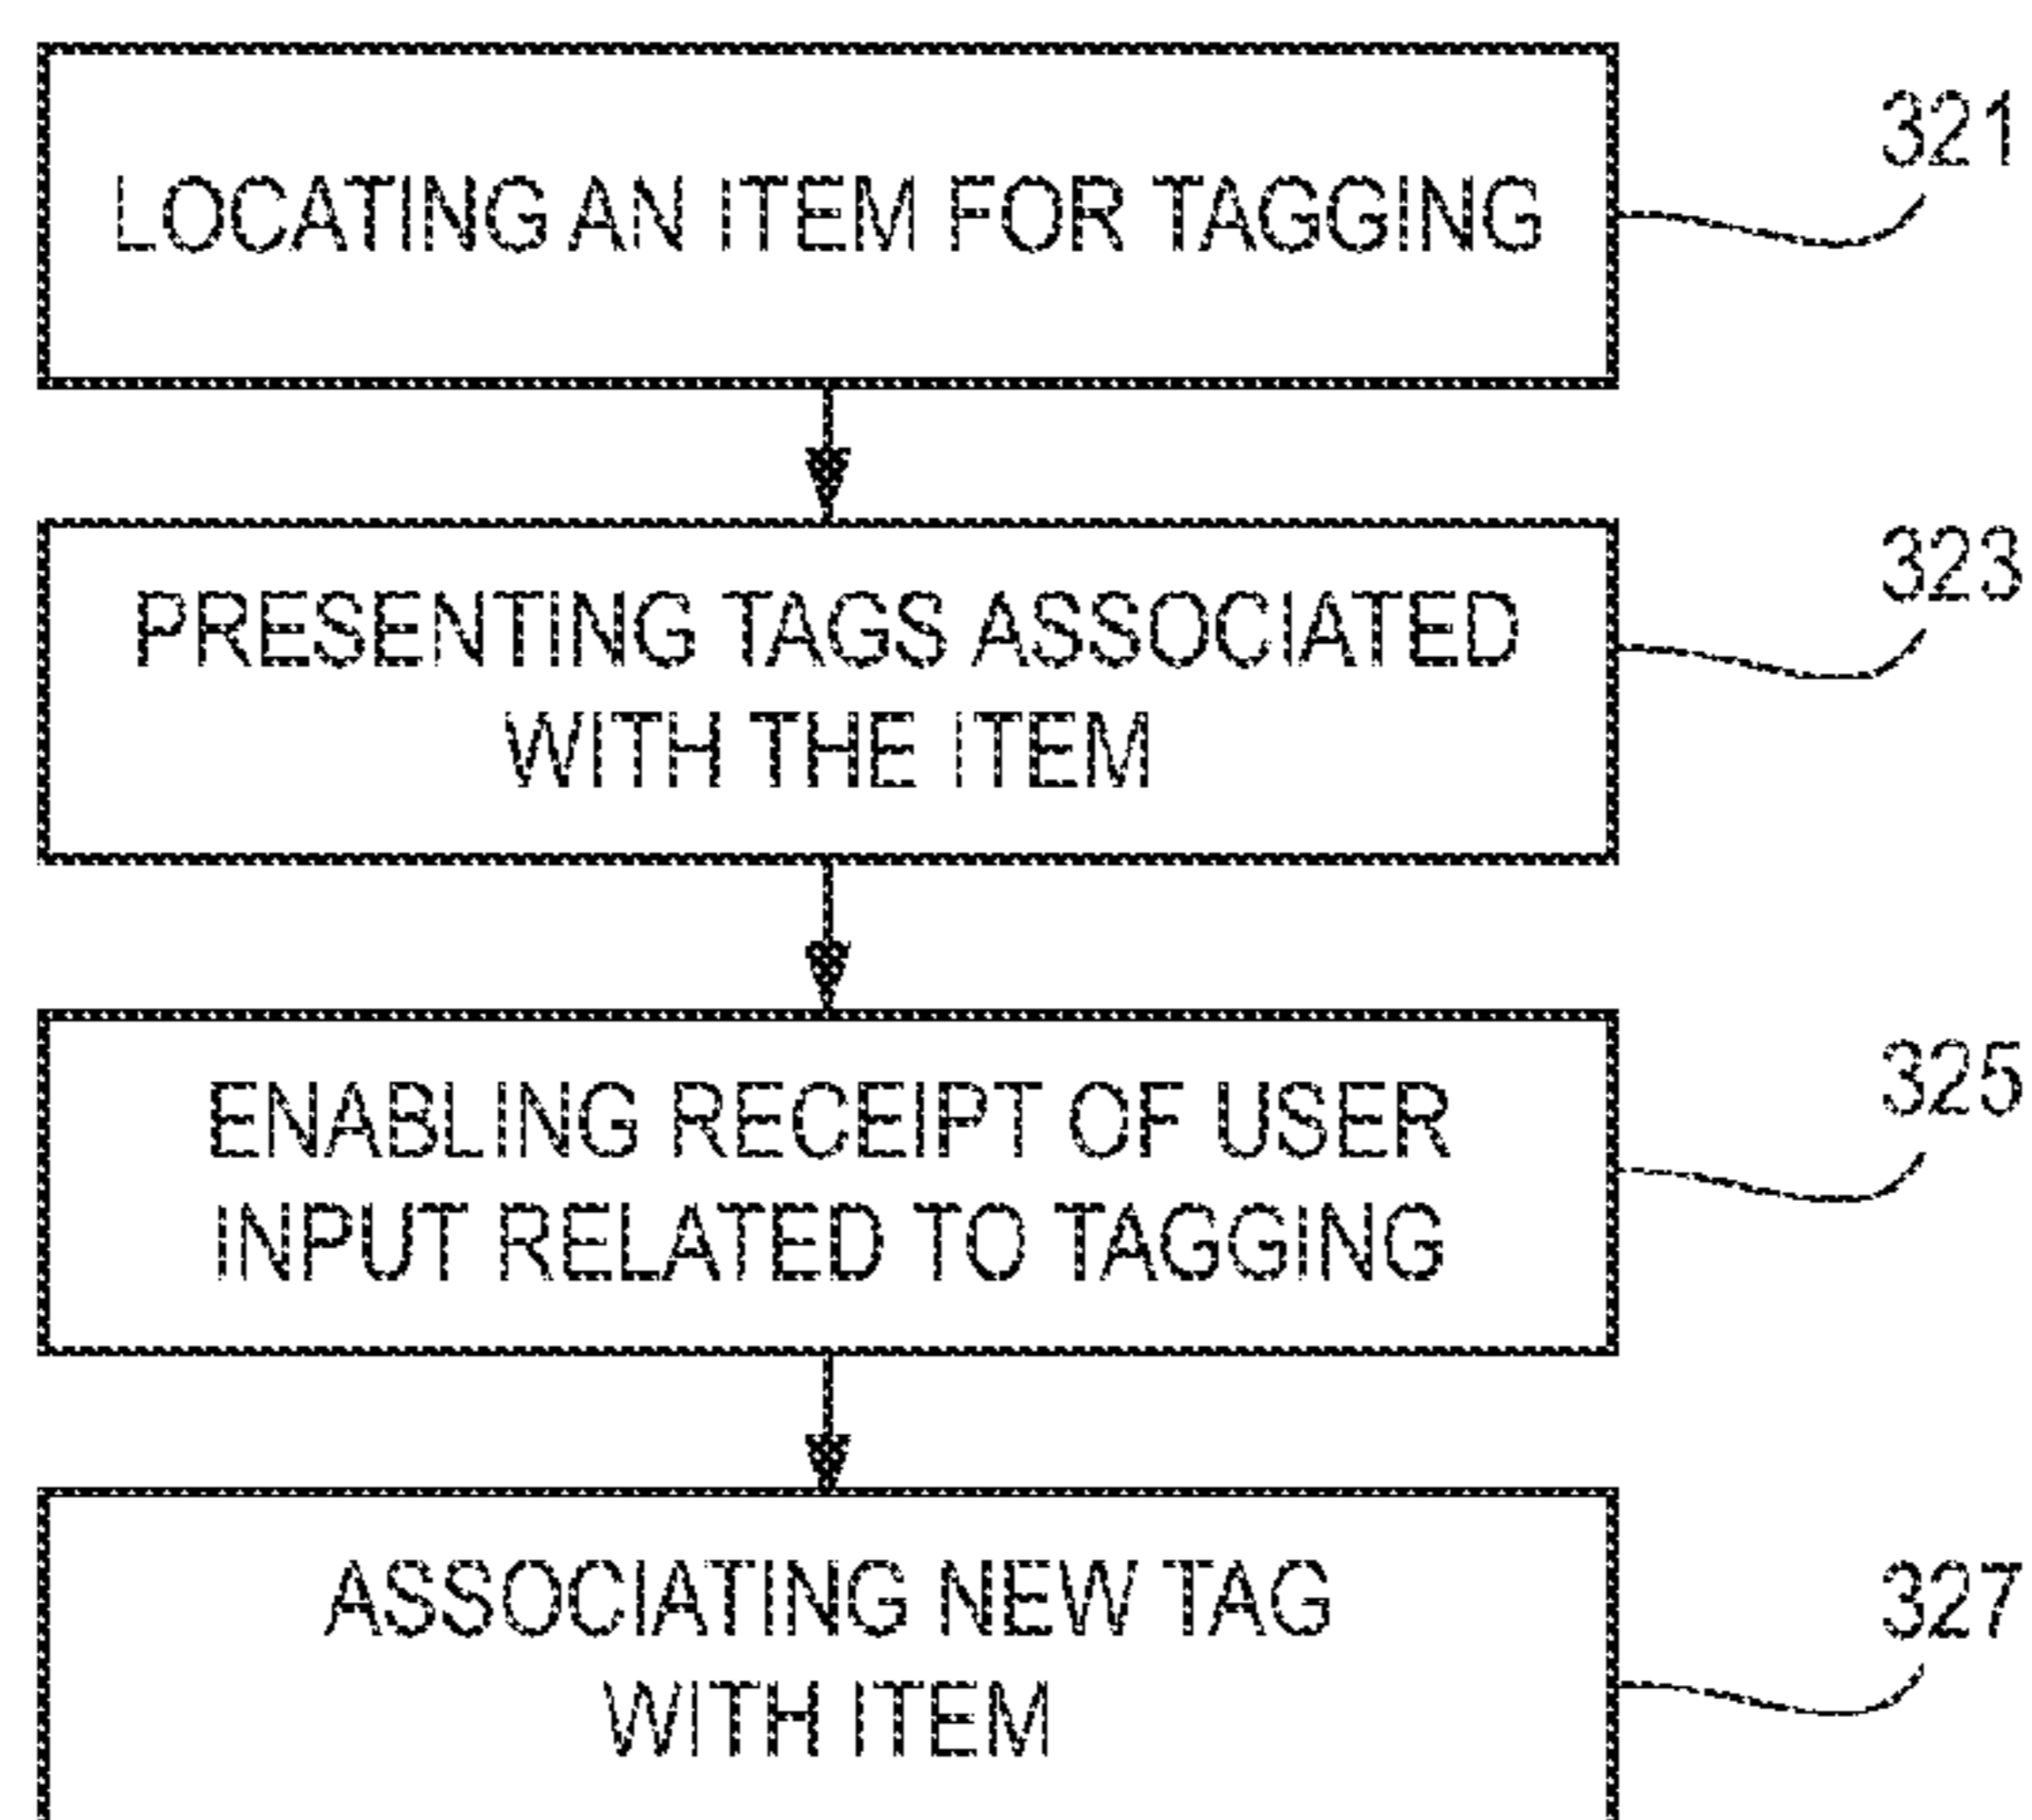 LOCATING AN ITEM FOR TAGGING
321
PRESENTING TAGS ASSOCIATED
WITH THE ITEM
323
ENABLING RECEIPT OF USER
INPUT RELATED TO TAGGING
325
ASSOCIATING NEW TAG
WITH ITEM
327